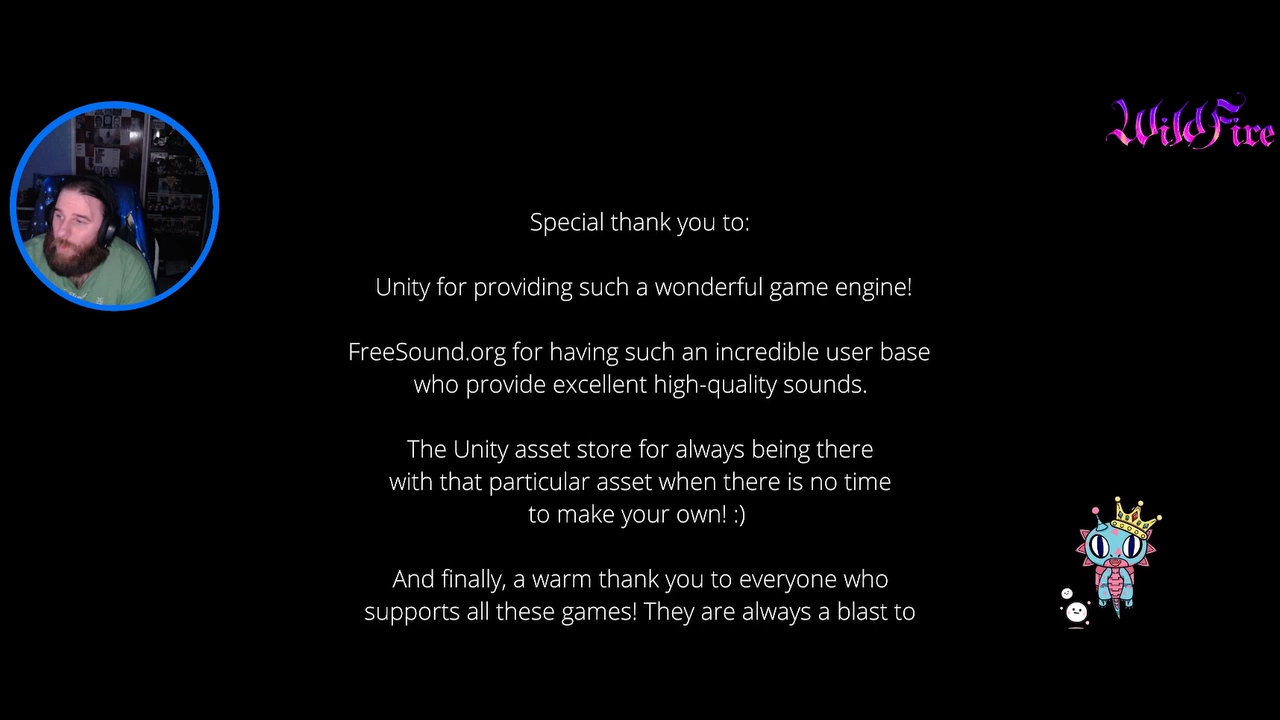 WildFire
Special thank you to:
Unity for providing such a wonderful game engine!
FreeSound.org for having such an incredible user base
who provide excellent high-quality sounds.
The Unity asset store for always being there
with that particular asset when there is no time
to make your own! :)
And finally, a warm thank you to everyone who
supports all these games! They are always a blast to